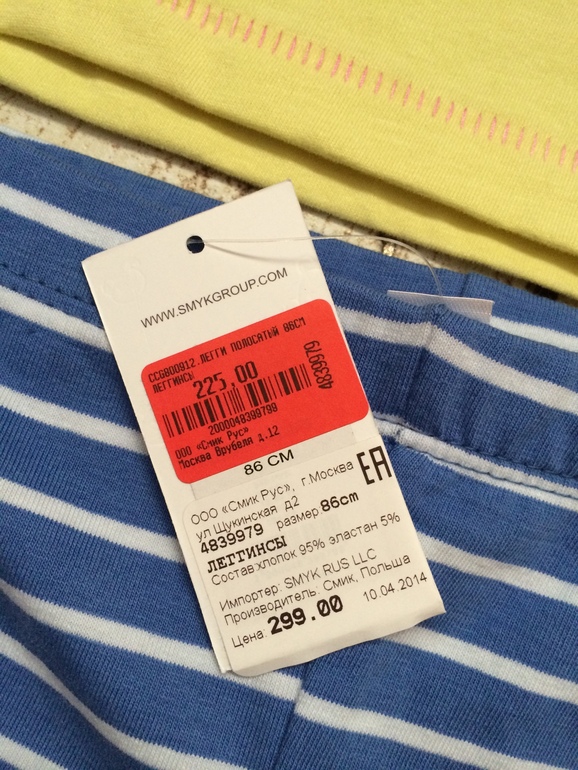 WWW.SMYKGROUP.COM
CCG800912.ЛЕГГИ ПОЛОСАТЫЙ 86СМ
ЛЕГГИНСЫ
225,00
4839979
2000048399799
ООО «Смик Рус»
Москва Врубеля д.12
86 CM
ООО «Смик Рус», г.Москва
ул Щукинская д2
4839979 размер 86cm
ЛЕГГИНСЫ
Состав:хлопок 95% эластан 5%
Импортер: SMYK RUS LLC
Производитель: Смик, Польша
Цена: 299.00 10.04.2014
EAC